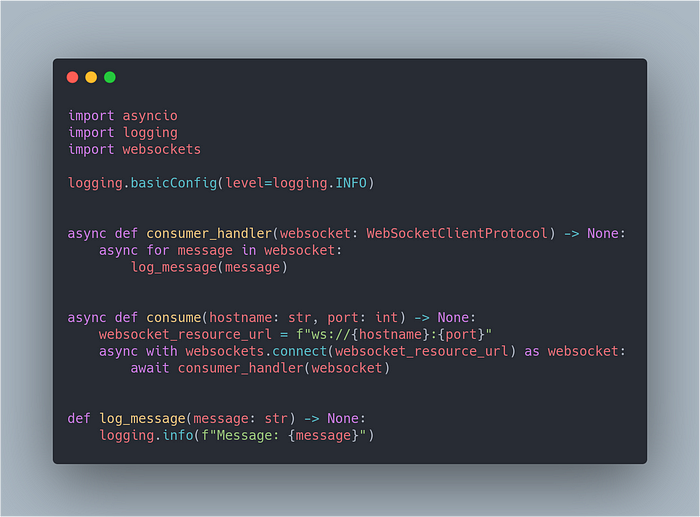 import asyncio
import logging
import websockets
logging.basicConfig(level=logging.INFO)
async def consumer_handler(websocket: WebSocketClientProtocol) -> None:
    async for message in websocket:
        log_message(message)
async def consume(hostname: str, port: int) -> None:
    websocket_resource_url = f"ws://{hostname}:{port}"
    async with websockets.connect(websocket_resource_url) as websocket:
        await consumer_handler(websocket)
def log_message(message: str) -> None:
    logging.info(f"Message: {message}")